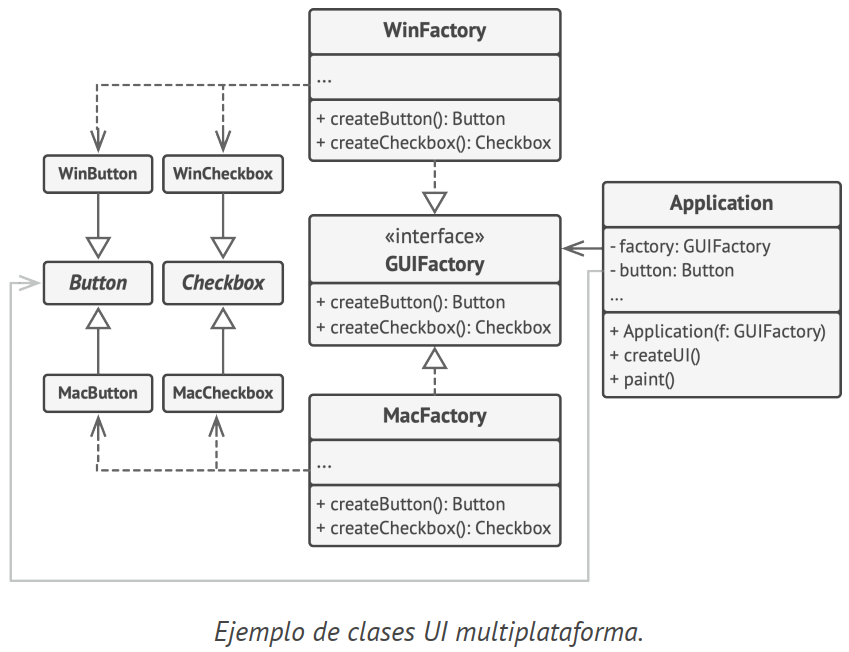 WinFactory
...
+ createButton(): Button
+ createCheckbox(): Checkbox
WinButton
WinCheckbox
Button
Checkbox
MacButton
MacCheckbox
«interface»
GUIFactory
+ createButton(): Button
+ createCheckbox(): Checkbox
MacFactory
...
+ createButton(): Button
+ createCheckbox(): Checkbox
Application
- factory: GUIFactory
- button: Button
...
+ Application(f: GUIFactory)
+ createUI()
+ paint()
Ejemplo de clases UI multiplataforma.